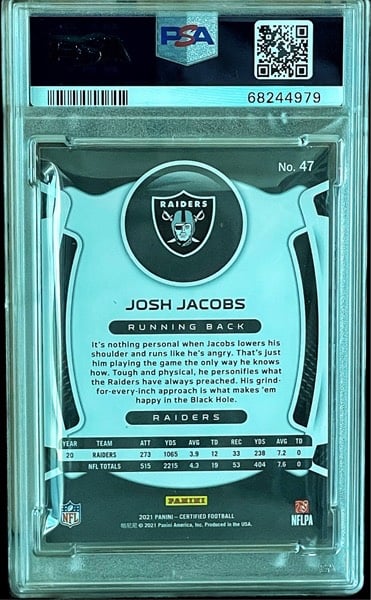 PSA
68244979
No. 47
RAIDERS
JOSH JACOBS
RUNNING BACK
It's nothing personal when Jacobs lowers his
shoulder and runs like he's angry. That's just
him playing the game the only way he knows
how. Tough and physical, he personifies what
the Raiders have always preached. His grind-
for-every-inch approach is what makes 'em
happy in the Black Hole.
RAIDERS
YEAR TEAM ATT YDS AVG TD REC YDS AVG TD
20 RAIDERS 273 1065 3.9 12 33 238 7.2 0
NFL TOTALS 515 2215 4.3 19 53 404 7.6 0
NFL
PANINI
NFLPA
2021 PANINI – CERTIFIED FOOTBALL
帕尼尼 © 2021 Panini America, Inc. Produced in the USA.